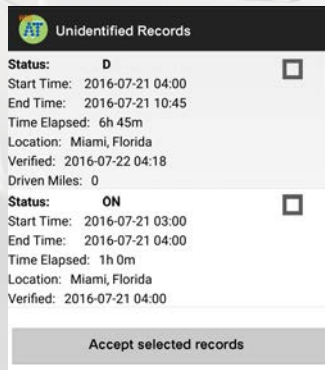 AT
Unidentified Records
Status: D
Start Time: 2016-07-21 04:00
End Time: 2016-07-21 10:45
Time Elapsed: 6h 45m
Location: Miami, Florida
Verified: 2016-07-22 04:18
Driven Miles: 0
Status: ON
Start Time: 2016-07-21 03:00
End Time: 2016-07-21 04:00
Time Elapsed: 1h 0m
Location: Miami, Florida
Verified: 2016-07-21 04:00
Accept selected records